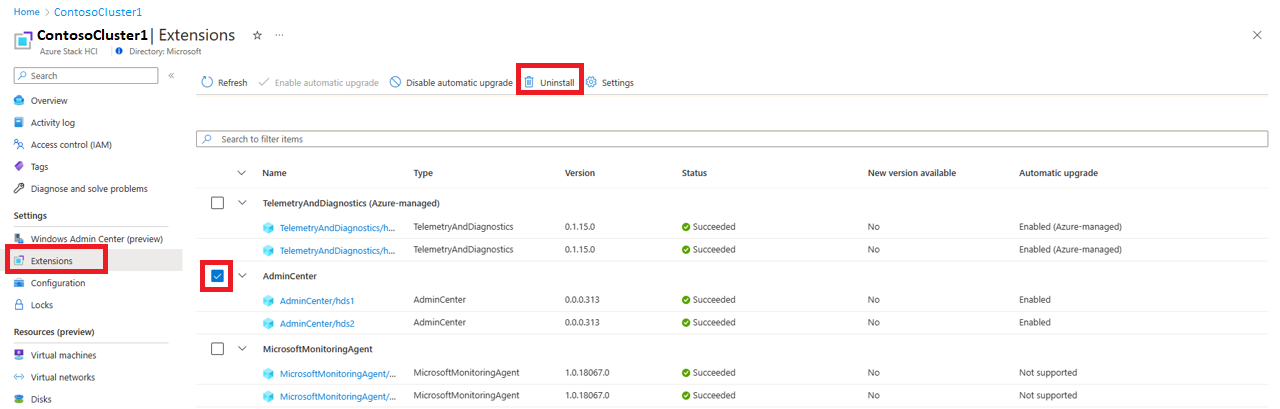 Home > ContosoCluster1
ContosoCluster1 | Extensions ☆ ...
Azure Stack HCI Directory: Microsoft
Search «
Refresh Enable automatic upgrade Disable automatic upgrade Uninstall Settings
Overview
Activity log
Access control (IAM)
Tags
Diagnose and solve problems
Settings
Windows Admin Center (preview)
Extensions
Configuration
Locks
Resources (preview)
Virtual machines
Virtual networks
Disks
Search to filter items
Name Type Version Status New version available Automatic upgrade
TelemetryAndDiagnostics (Azure-managed)
TelemetryAndDiagnostics/h... TelemetryAndDiagnostics 0.1.15.0 Succeeded No Enabled (Azure-managed)
TelemetryAndDiagnostics/h... TelemetryAndDiagnostics 0.1.15.0 Succeeded No Enabled (Azure-managed)
AdminCenter
AdminCenter/hds1 AdminCenter 0.0.0.313 Succeeded No Enabled
AdminCenter/hds2 AdminCenter 0.0.0.313 Succeeded No Enabled
MicrosoftMonitoringAgent
MicrosoftMonitoringAgent/... MicrosoftMonitoringAgent 1.0.18067.0 Succeeded No Not supported
MicrosoftMonitoringAgent/... MicrosoftMonitoringAgent 1.0.18067.0 Succeeded No Not supported